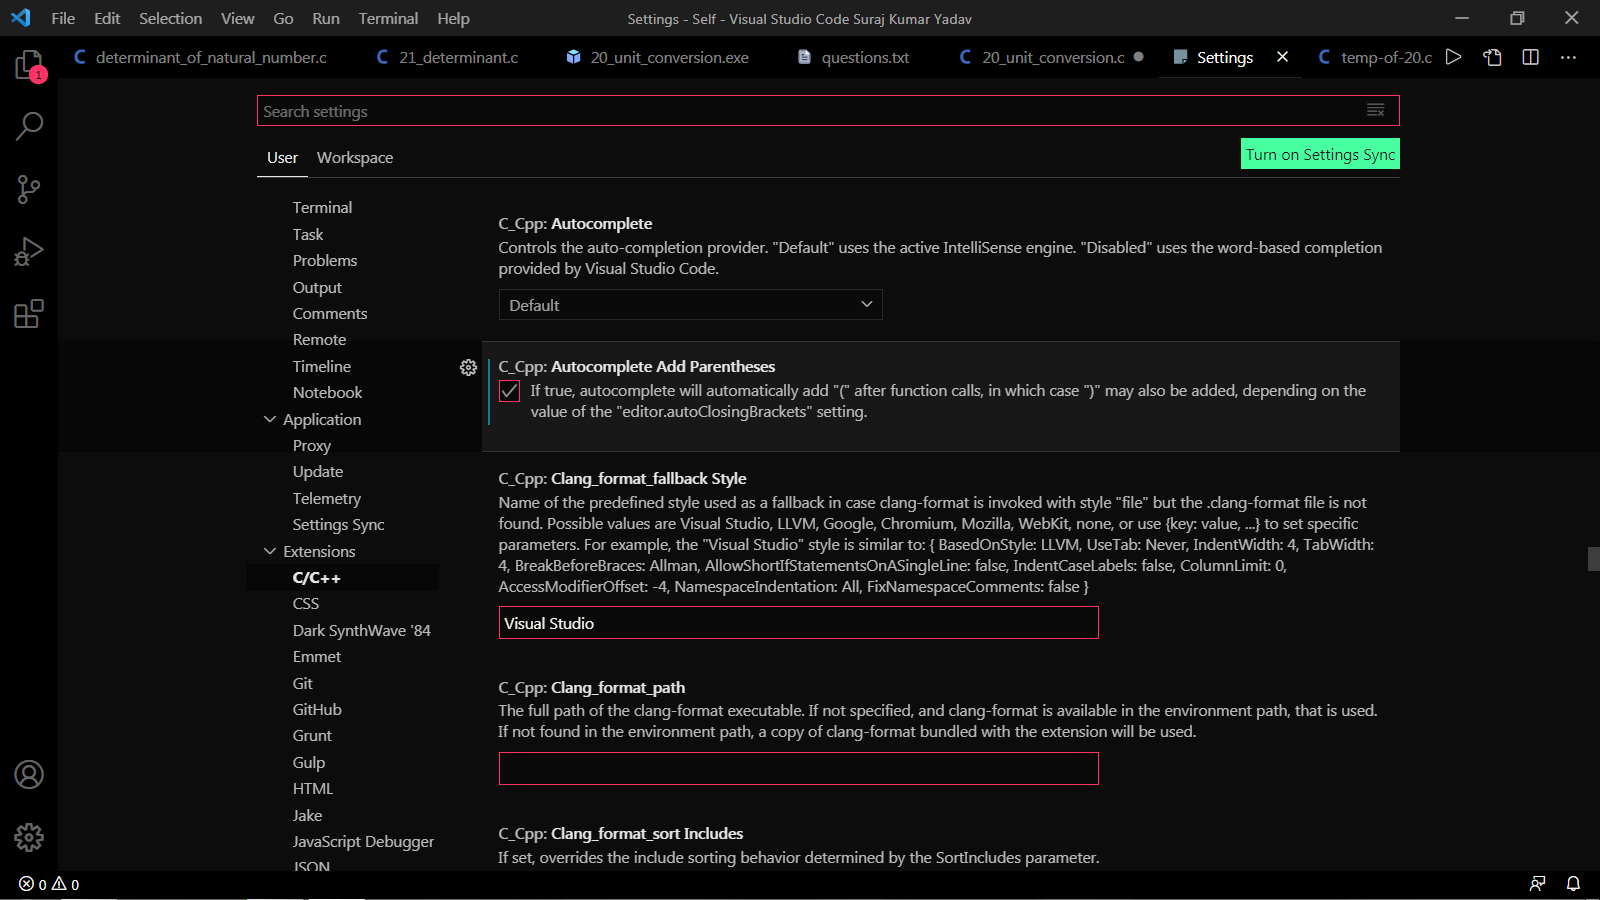 File Edit Selection View Go Run Terminal Help
Settings - Self - Visual Studio Code Suraj Kumar Yadav
determinant_of_natural_number.c 21_determinant.c 20_unit_conversion.exe questions.txt 20_unit_conversion.c Settings temp-of-20.c
1
Search settings
User Workspace
Turn on Settings Sync
Terminal
Task
Problems
Output
Comments
Remote
Timeline
Notebook
Application
Proxy
Update
Telemetry
Settings Sync
Extensions
C/C++
CSS
Dark SynthWave '84
Emmet
Git
GitHub
Grunt
Gulp
HTML
Jake
JavaScript Debugger
JSON
C_Cpp: Autocomplete
Controls the auto-completion provider. "Default" uses the active IntelliSense engine. "Disabled" uses the word-based completion
provided by Visual Studio Code.
Default
C_Cpp: Autocomplete Add Parentheses
If true, autocomplete will automatically add "(" after function calls, in which case ")" may also be added, depending on the
value of the "editor.autoClosingBrackets" setting.
C_Cpp: Clang_format_fallback Style
Name of the predefined style used as a fallback in case clang-format is invoked with style "file" but the .clang-format file is not
found. Possible values are Visual Studio, LLVM, Google, Chromium, Mozilla, WebKit, none, or use {key: value, ...} to set specific
parameters. For example, the "Visual Studio" style is similar to: { BasedOnStyle: LLVM, UseTab: Never, IndentWidth: 4, TabWidth:
4, BreakBeforeBraces: Allman, AllowShortIfStatementsOnASingleLine: false, IndentCaseLabels: false, ColumnLimit: 0,
AccessModifierOffset: -4, NamespaceIndentation: All, FixNamespaceComments: false }
Visual Studio
C_Cpp: Clang_format_path
The full path of the clang-format executable. If not specified, and clang-format is available in the environment path, that is used.
If not found in the environment path, a copy of clang-format bundled with the extension will be used.
C_Cpp: Clang_format_sort Includes
If set, overrides the include sorting behavior determined by the SortIncludes parameter.
0 0